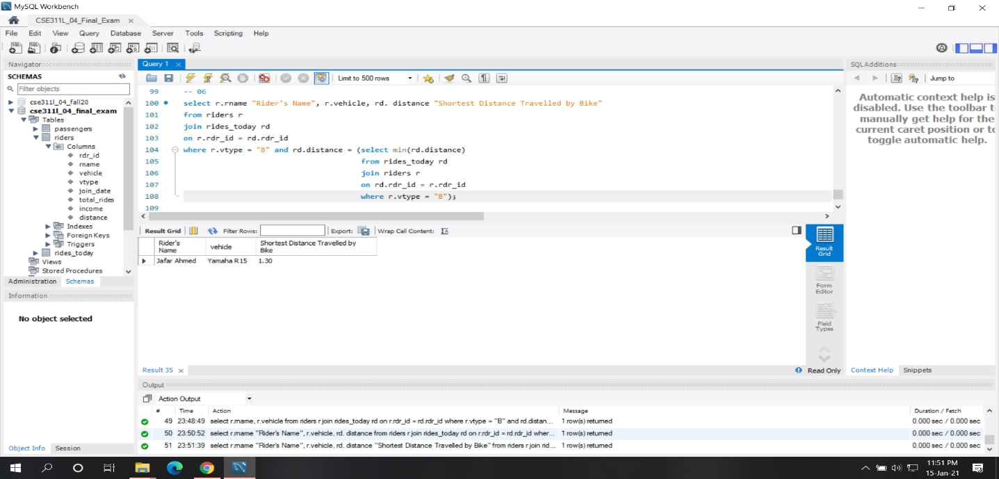 MySQL Workbench
CSE311L_04_Final_Exam
File Edit View Query Database Server Tools Scripting Help
Navigator
SCHEMAS
Filter objects
cse311l_04_fall20
cse311l_04_final_exam
Tables
passengers
riders
Columns
rdr_id
rname
vehicle
vtype
join_date
total_rides
income
distance
Indexes
Foreign Keys
Triggers
rides_today
Views
Stored Procedures
Administration Schemas
Information
No object selected
Object Info Session
Query 1
Limit to 500 rows
99 -- 06
100 select r.rname "Rider's Name", r.vehicle, rd. distance "Shortest Distance Travelled by Bike"
101 from riders r
102 join rides_today rd
103 on r.rdr_id = rd.rdr_id
104 where r.vtype = "B" and rd.distance = (select min(rd.distance)
105 from rides_today rd
106 join riders r
107 on rd.rdr_id = r.rdr_id
108 where r.vtype = "B");
109
Result Grid Filter Rows: Export: Wrap Cell Content:
Rider's Name vehicle Shortest Distance Travelled by Bike
Jafar Ahmed Yamaha R15 1.30
Result Grid
Form Editor
Field Types
Result 35
Read Only
SQLAdditions
Jump to
Automatic context help is
disabled. Use the toolbar t
manually get help for the
current caret position or to
toggle automatic help.
Context Help Snippets
Output
Action Output
# Time Action Message Duration / Fetch
49 23:48:49 select r.rname, r.vehicle from riders r join rides_today rd on r.rdr_id = rd.rdr_id where r.vtype = "B" and rd.distan... 1 row(s) returned 0.000 sec / 0.000 sec
50 23:50:52 select r.rname "Rider's Name", r.vehicle, rd. distance from riders r join rides_today rd on r.rdr_id = rd.rdr_id wher... 1 row(s) returned 0.000 sec / 0.000 sec
51 23:51:39 select r.rname "Rider's Name", r.vehicle, rd. distance "Shortest Distance Travelled by Bike" from riders r join rid... 1 row(s) returned 0.000 sec / 0.000 sec
11:51 PM
15-Jan-21